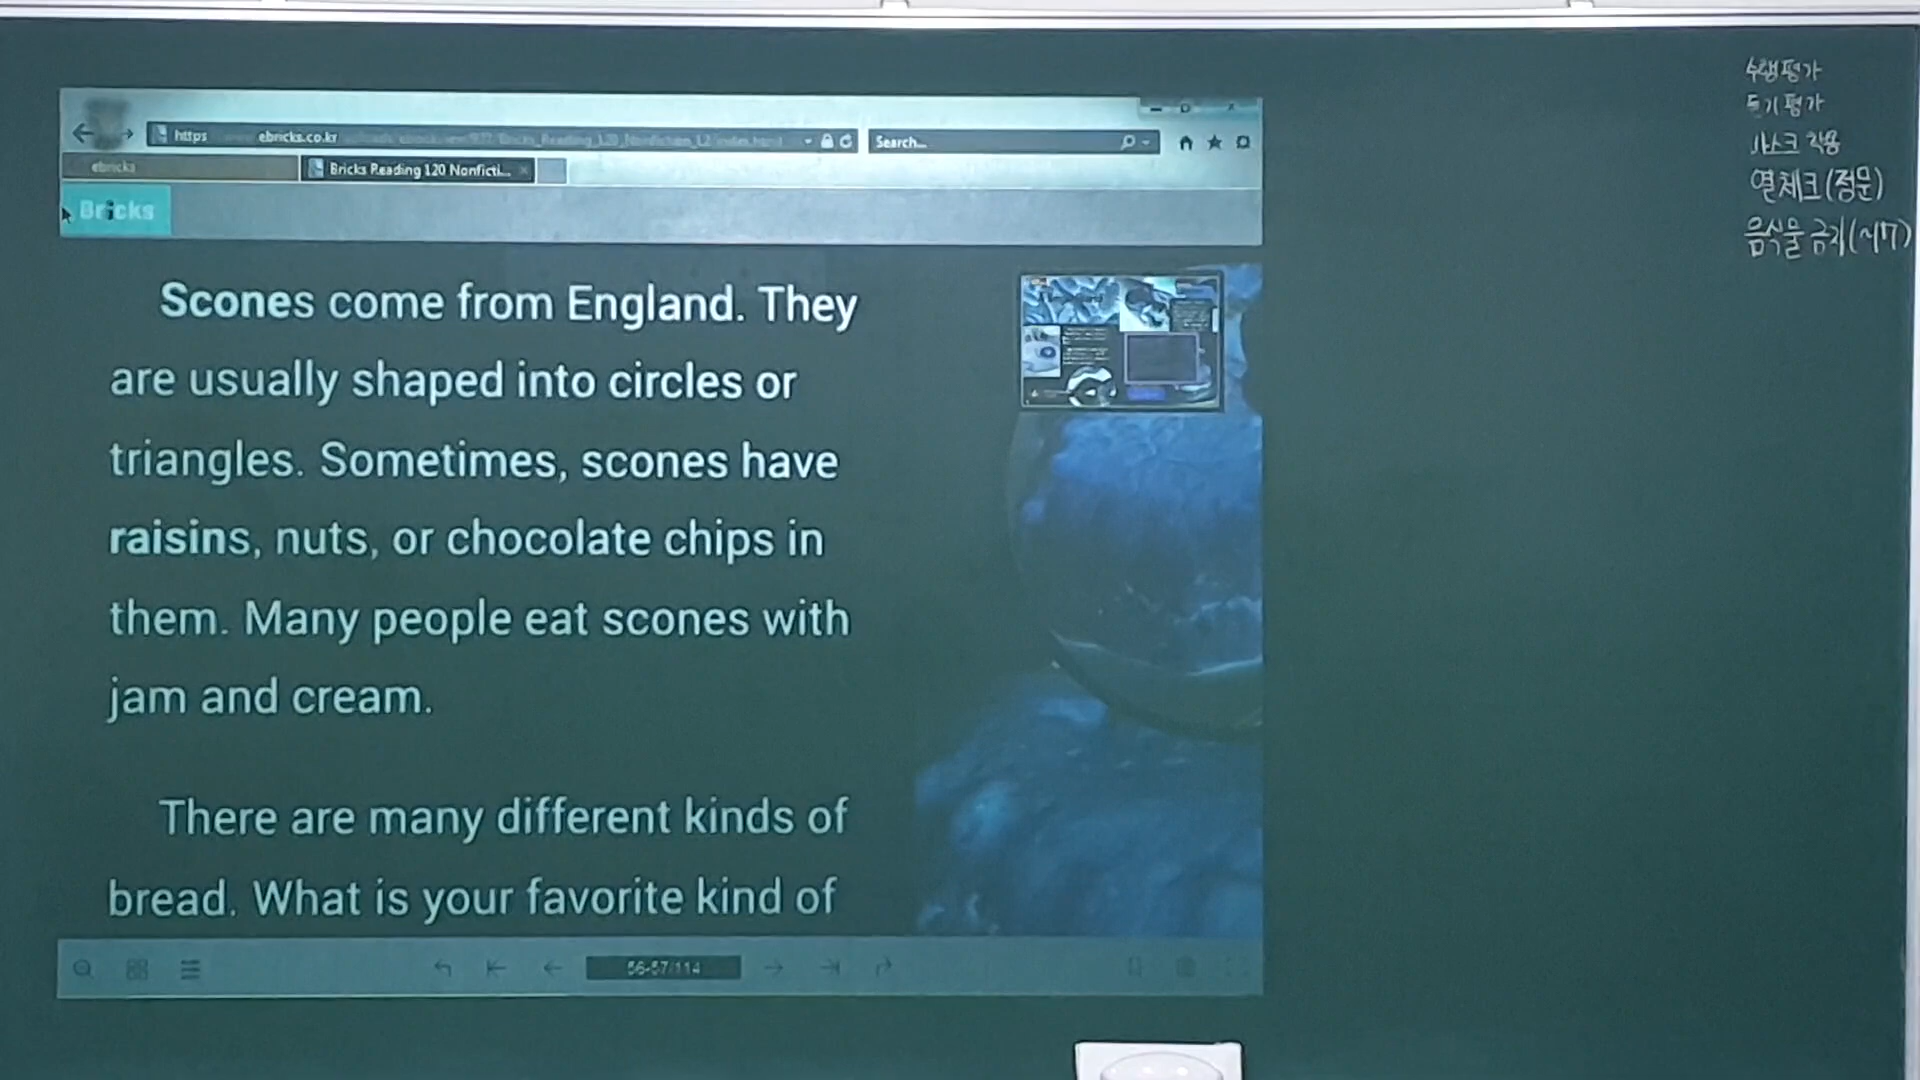 https ebricks.co.kr
Search...
ebricks
Bricks Reading 120 Nonficti...
Bricks
Scones come from England. They
are usually shaped into circles or
triangles. Sometimes, scones have
raisins, nuts, or chocolate chips in
them. Many people eat scones with
jam and cream.
There are many different kinds of
bread. What is your favorite kind of
56-57/114
수행평가
듣기평가
마스크 착용
열체크(정문)
음식물 금지(~17)